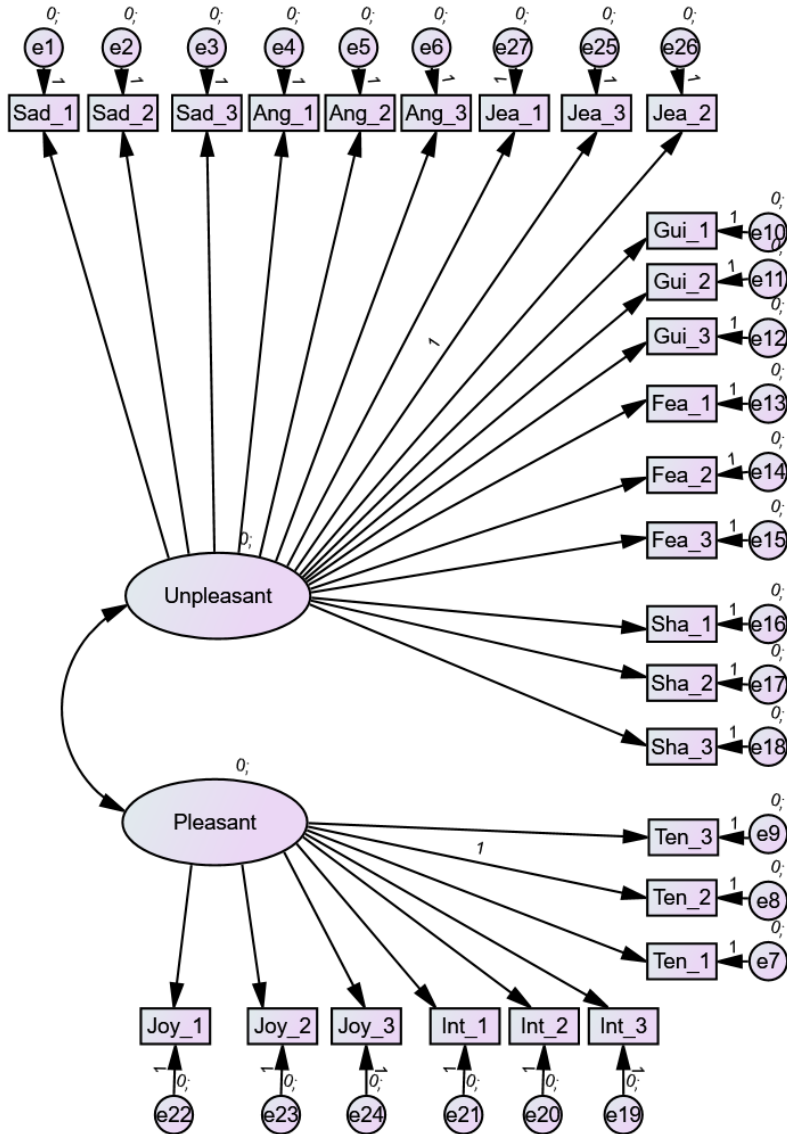 0; 0; 0; 0; 0; 0; 0; 0; 0;
e1 e2 e3 e4 e5 e6 e27 e25 e26
1 1 1 1 1 1 1 1 1
Sad_1 Sad_2 Sad_3 Ang_1 Ang_2 Ang_3 Jea_1 Jea_3 Jea_2
0;
Gui_1 1 e10
0;
Gui_2 1 e11
0;
Gui_3 1 e12
1
0;
Fea_1 1 e13
0;
Fea_2 1 e14
0;
Fea_3 1 e15
0;
Unpleasant
0;
Sha_1 1 e16
0;
Sha_2 1 e17
0;
Sha_3 1 e18
0;
Pleasant
0;
Ten_3 1 e9
1
0;
Ten_2 1 e8
0;
Ten_1 1 e7
Joy_1 Joy_2 Joy_3 Int_1 Int_2 Int_3
1 1 1 1 1 1
0; 0; 0; 0; 0; 0;
e22 e23 e24 e21 e20 e19